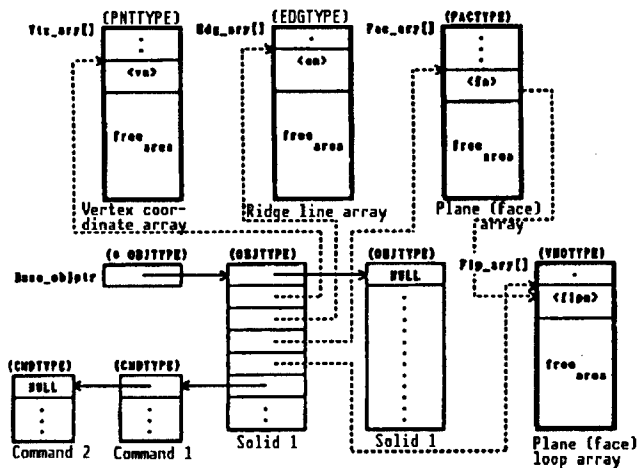 (PNTTYPE)
(EDGTYPE)
(FACTYPE)
Vtx_ary[]
Edg_ary[]
Fac_ary[]
<vn>
<en>
<fn>
free area
free area
free area
Vertex coor-
dinate array
Ridge line array
Plane (face)
array
(* OBJTYPE)
(OBJTYPE)
(OBJTYPE)
Flp_ary[]
(VNOTYPE)
Base_objptr
NULL
<flpn>
free area
(CMDTYPE)
(CMDTYPE)
NULL
Command 2
Command 1
Solid 1
Solid 1
Plane (face)
loop array